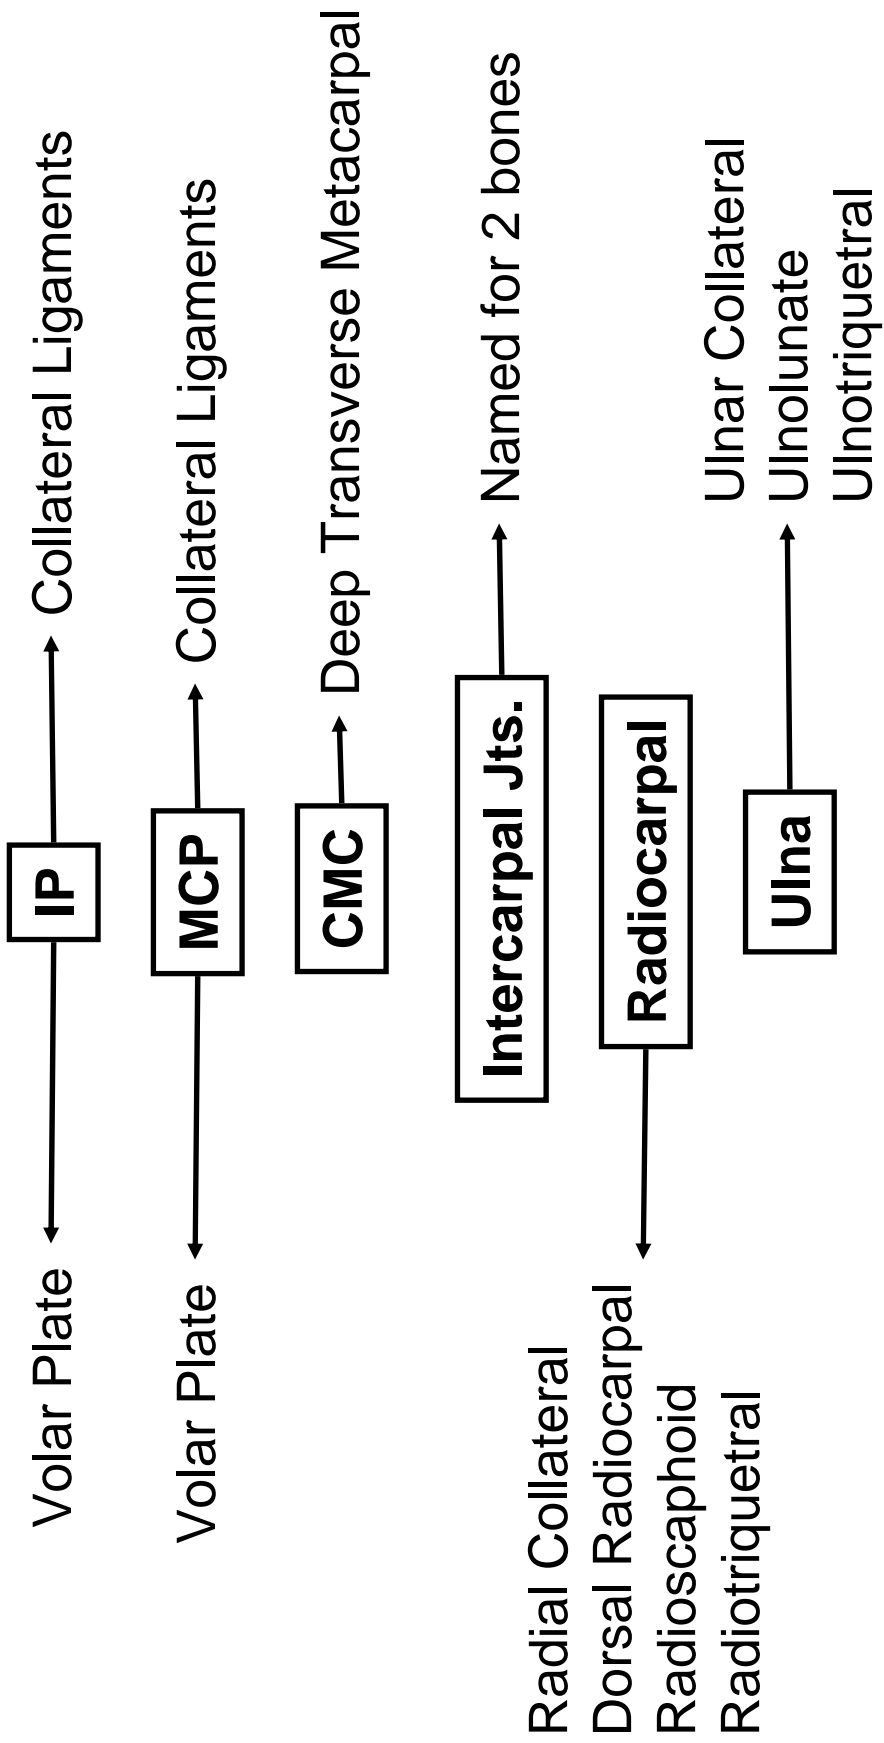 Volar Plate
IP
Collateral Ligaments
Volar Plate
MCP
Collateral Ligaments
CMC
Deep Transverse Metacarpal
Intercarpal Jts.
Named for 2 bones
Radial Collateral
Dorsal Radiocarpal
Radioscaphoid
Radiotriquetral
Radiocarpal
Ulna
Ulnar Collateral
Ulnolunate
Ulnotriquetral